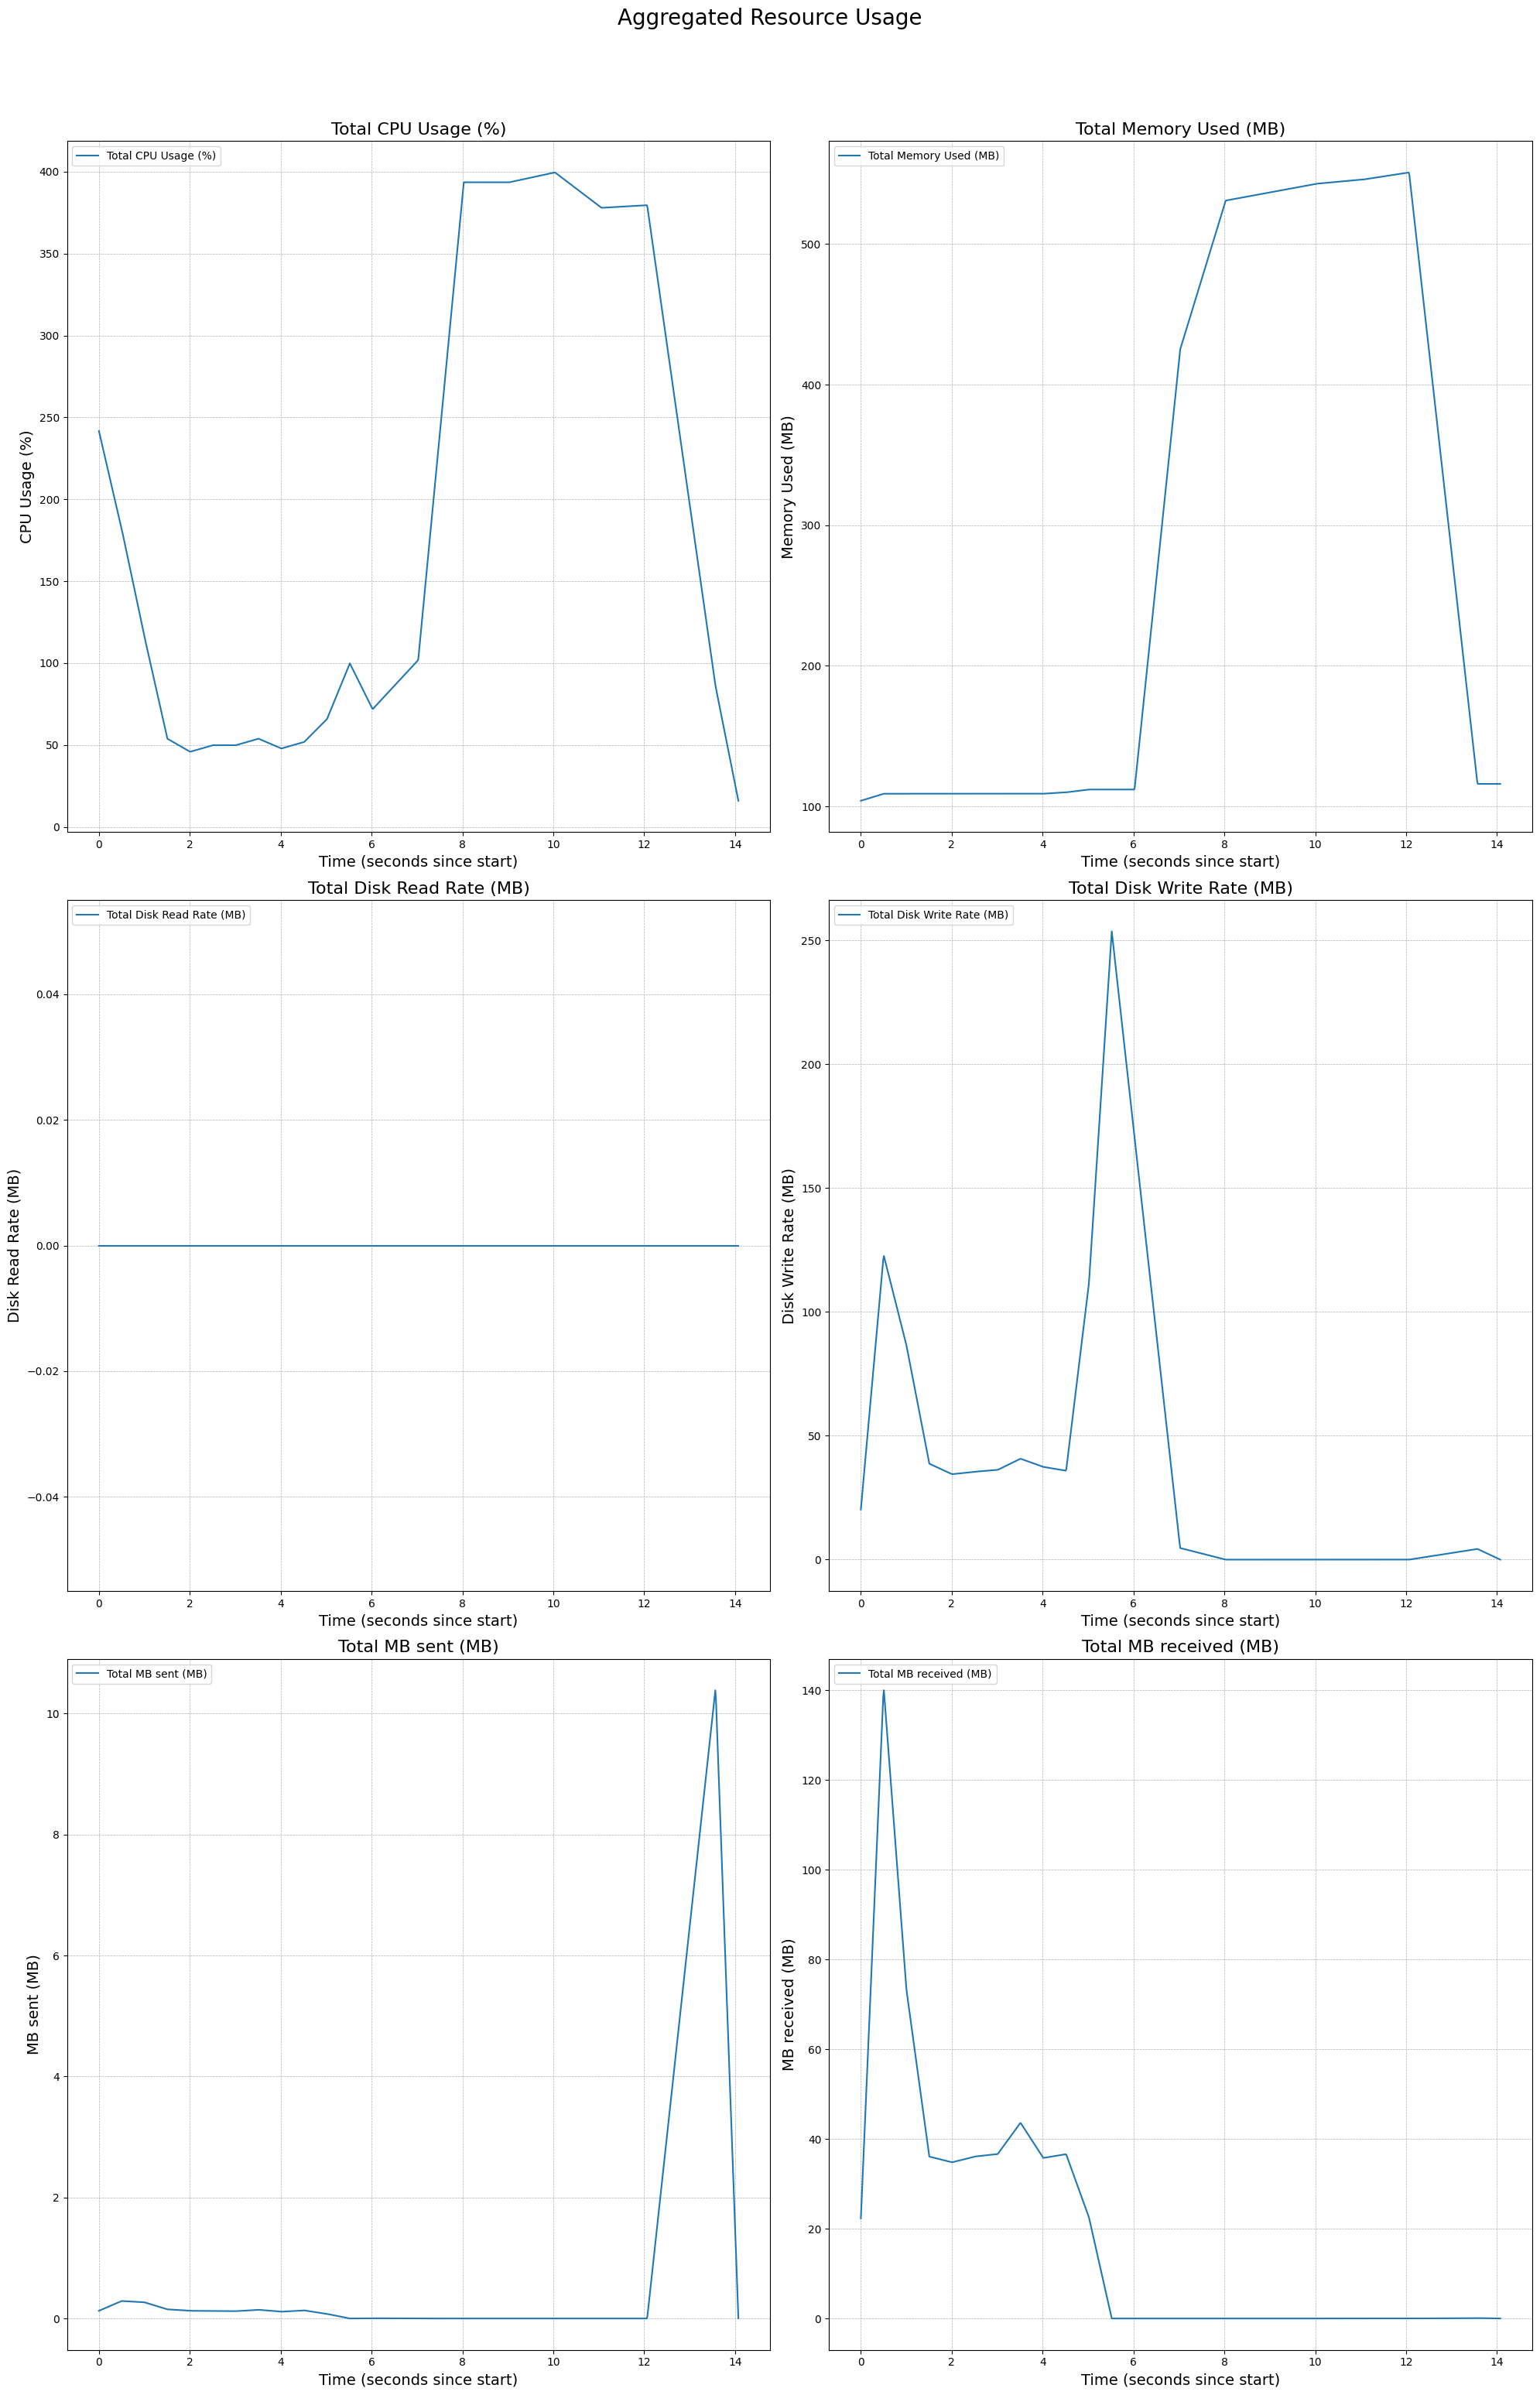 Aggregated Resource Usage
Total CPU Usage (%)
Total CPU Usage (%)
CPU Usage (%)
400
350
300
250
200
150
100
50
0
0 2 4 6 8 10 12 14
Time (seconds since start)
Total Memory Used (MB)
Total Memory Used (MB)
Memory Used (MB)
500
400
300
200
100
0 2 4 6 8 10 12 14
Time (seconds since start)
Total Disk Read Rate (MB)
Total Disk Read Rate (MB)
Disk Read Rate (MB)
0.04
0.02
0.00
−0.02
−0.04
0 2 4 6 8 10 12 14
Time (seconds since start)
Total Disk Write Rate (MB)
Total Disk Write Rate (MB)
Disk Write Rate (MB)
250
200
150
100
50
0
0 2 4 6 8 10 12 14
Time (seconds since start)
Total MB sent (MB)
Total MB sent (MB)
MB sent (MB)
10
8
6
4
2
0
0 2 4 6 8 10 12 14
Time (seconds since start)
Total MB received (MB)
Total MB received (MB)
MB received (MB)
140
120
100
80
60
40
20
0
0 2 4 6 8 10 12 14
Time (seconds since start)